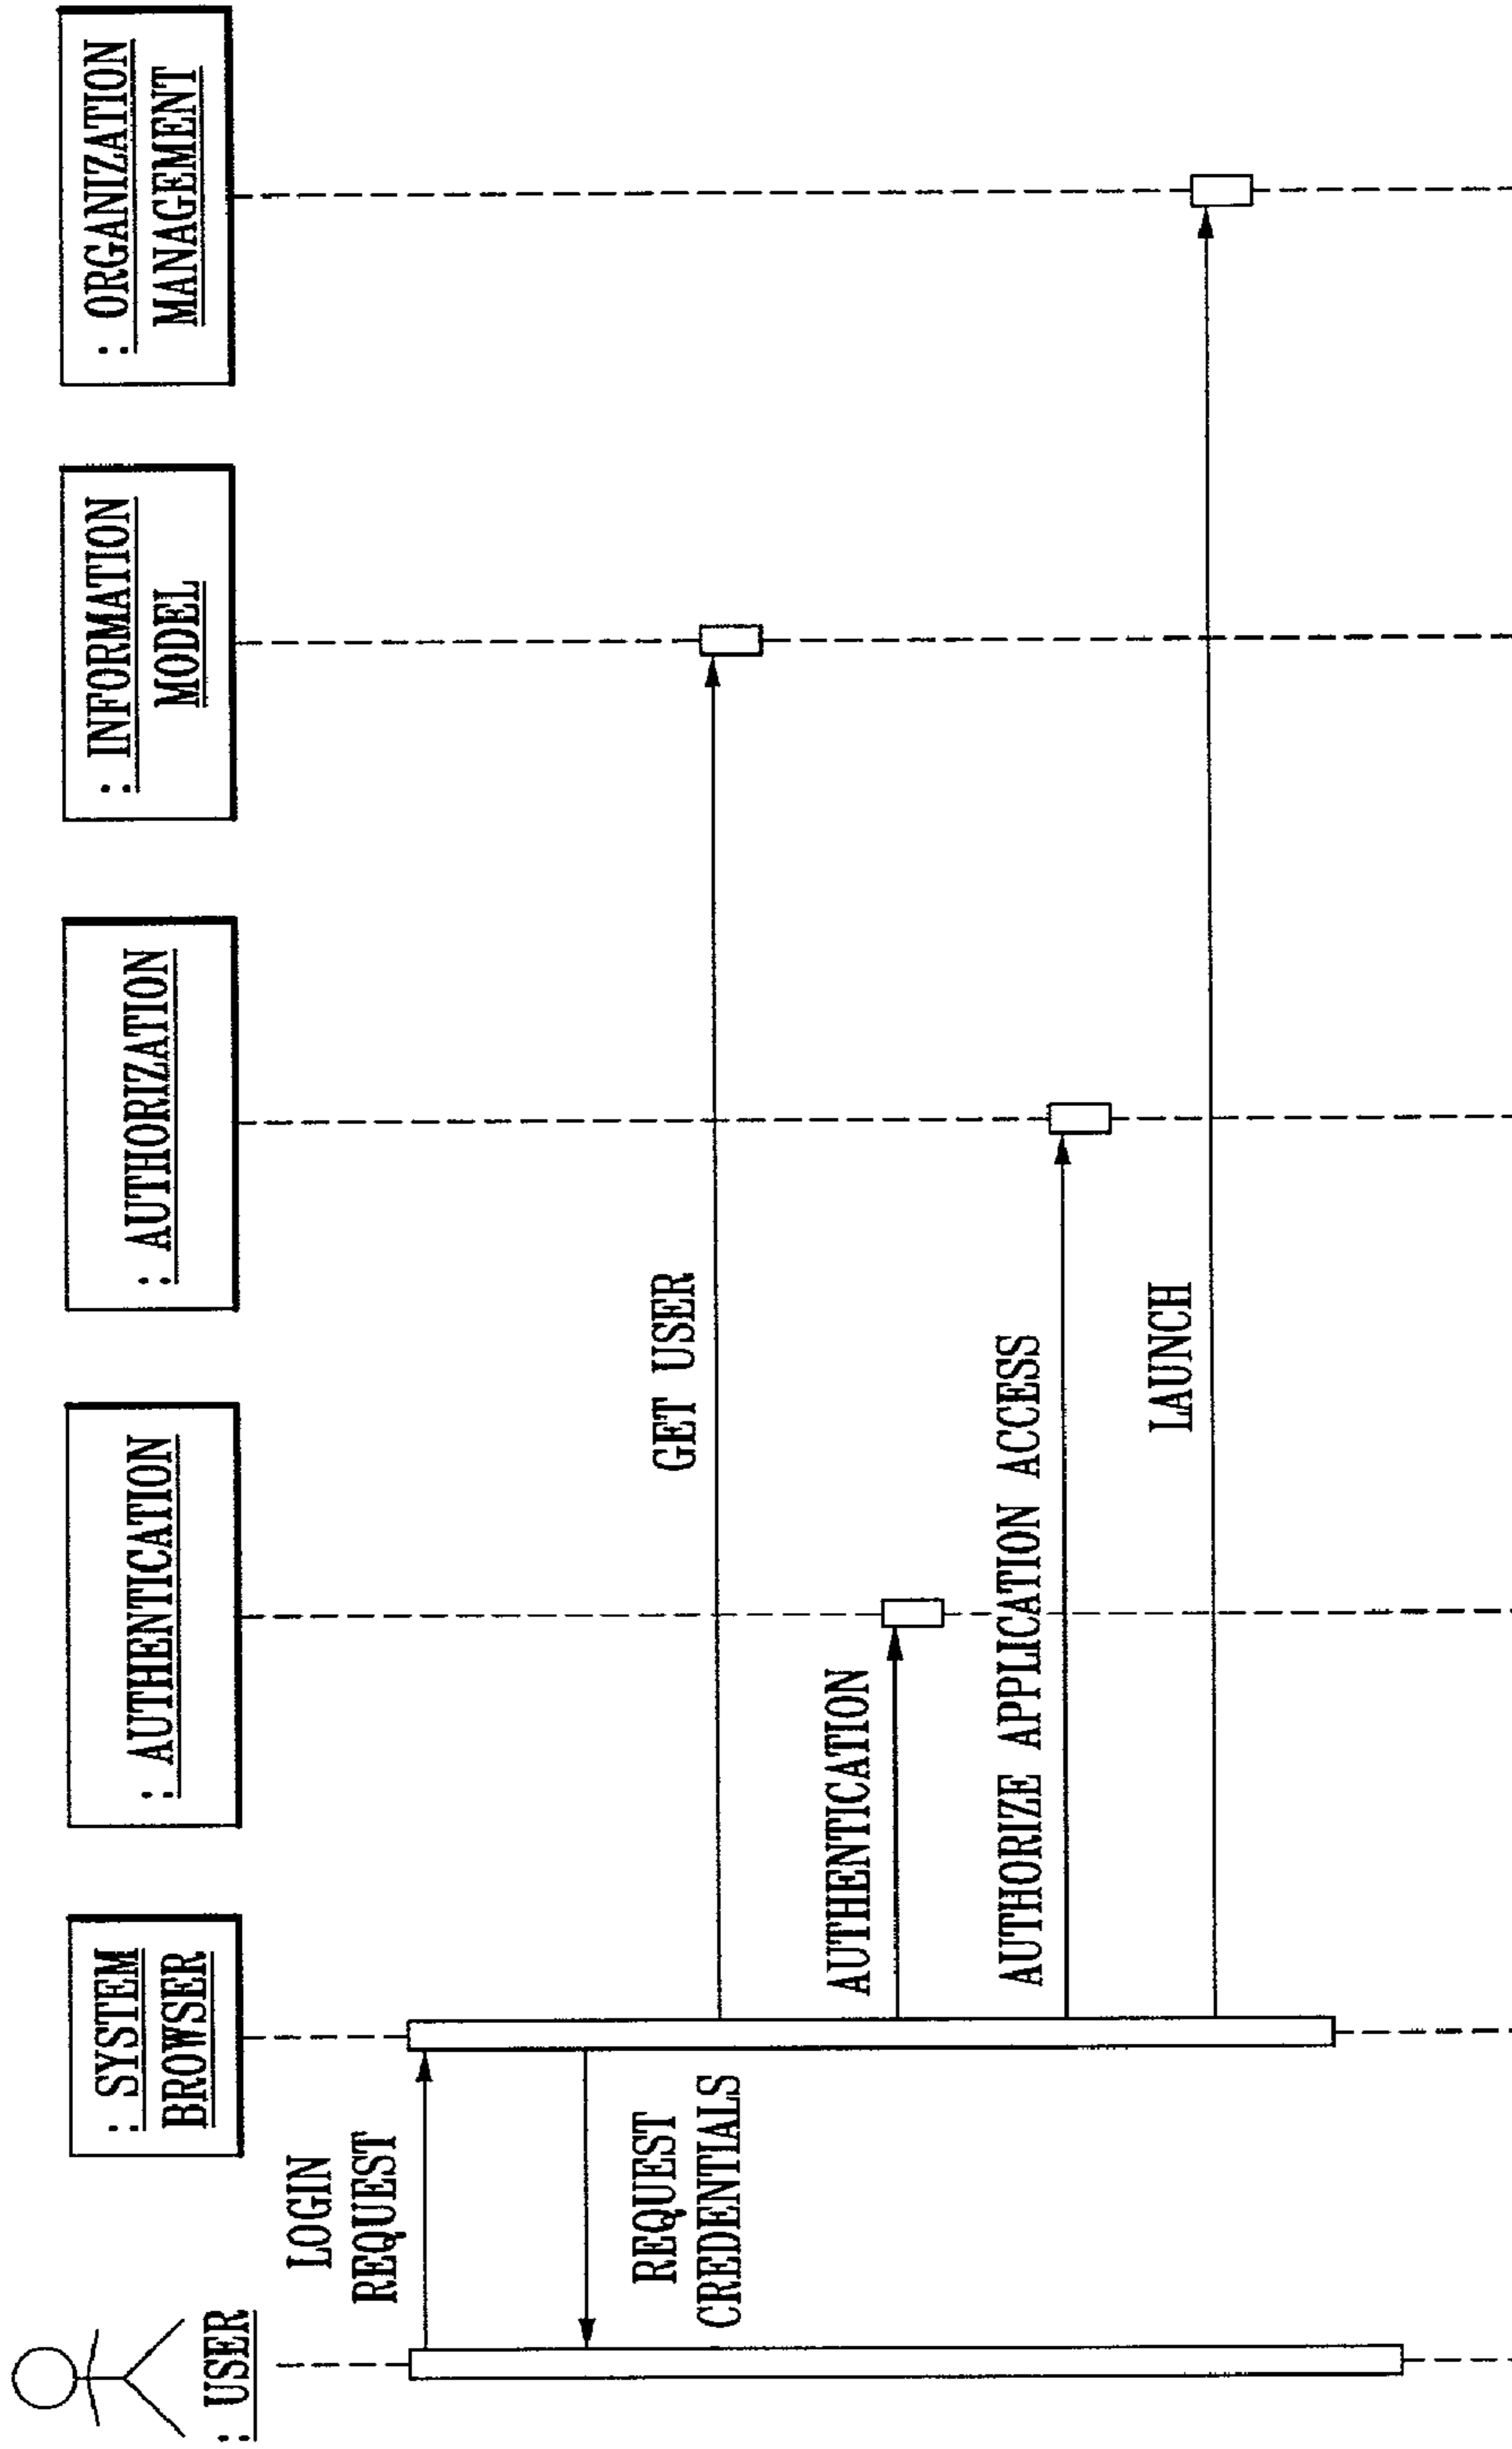 : USER
: SYSTEM
BROWSER
: AUTHENTICATION
: AUTHORIZATION
: INFORMATION
MODEL
: ORGANIZATION
MANAGEMENT
LOGIN
REQUEST
REQUEST
CREDENTIALS
GET USER
AUTHENTICATION
AUTHORIZE APPLICATION ACCESS
LAUNCH